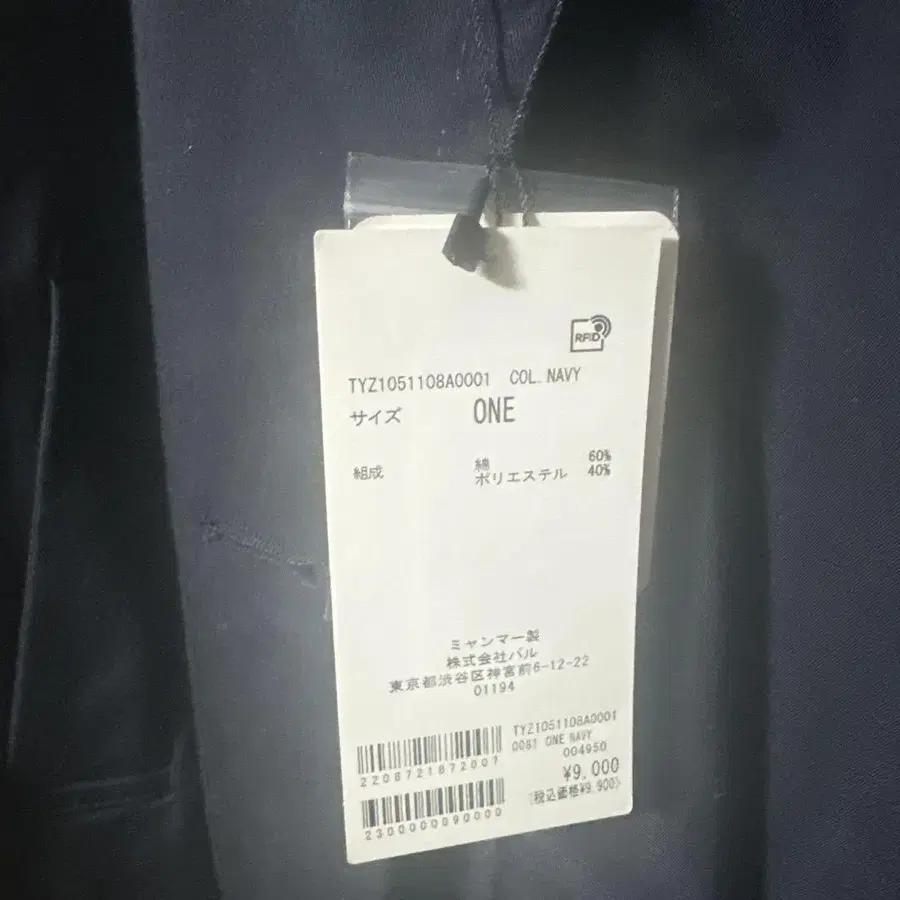 RFID
TYZ1051108A0001 COL. NAVY
サイズ ONE
組成 綿 60%
ポリエステル 40%
ミャンマー製
株式会社バル
東京都渋谷区神宮前6-12-22
01194
TYZ1051108A0001
0081 ONE NAVY
004950
2208721872007
¥9,000
(税込価格¥9,900)
2300000090000